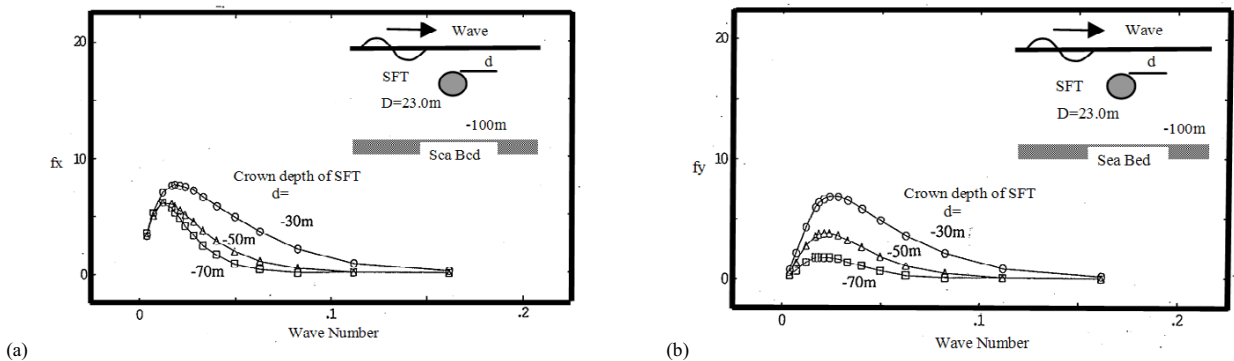 20
10
0
fx
0
.1
.2
Wave Number
Wave
d
SFT
D=23.0m
-100m
Sea Bed
Crown depth of SFT
d=
-30m
-50m
-70m
(a)
20
10
0
fy
0
.1
.2
Wave Number
Wave
d
SFT
D=23.0m
-100m
Sea Bed
Crown depth of SFT
d=
-30m
-50m
-70m
(b)